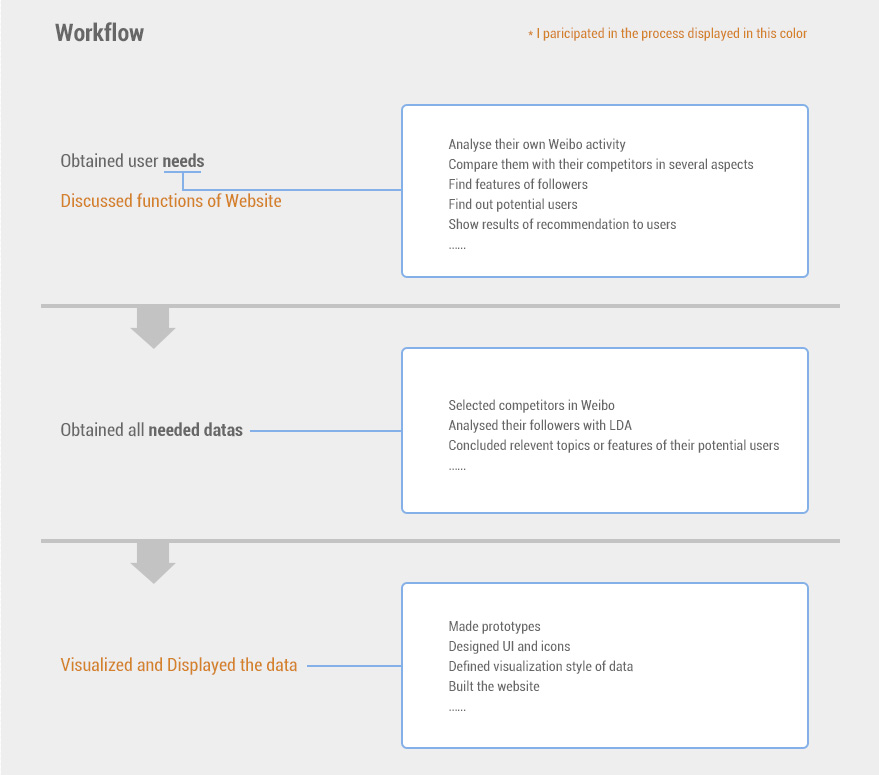 Workflow
* I paricipated in the process displayed in this color
Obtained user needs
Discussed functions of Website
Analyse their own Weibo activity
Compare them with their competitors in several aspects
Find features of followers
Find out potential users
Show results of recommendation to users
......
Obtained all needed datas
Selected competitors in Weibo
Analysed their followers with LDA
Concluded relevent topics or features of their potential users
......
Visualized and Displayed the data
Made prototypes
Designed UI and icons
Defined visualization style of data
Built the website
......